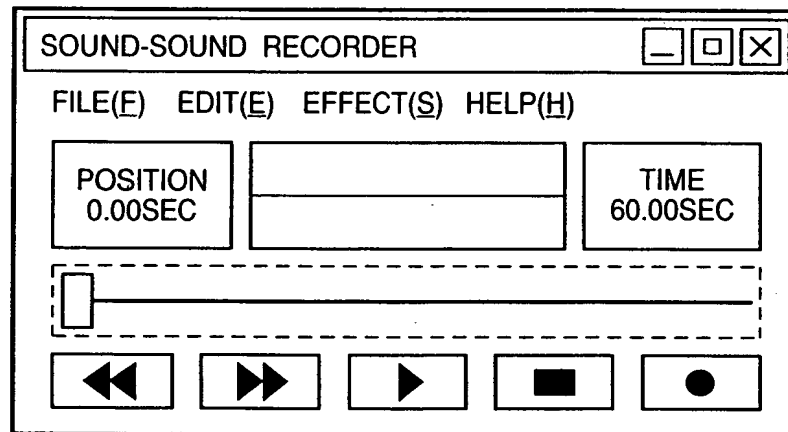 SOUND-SOUND RECORDER
FILE(F) EDIT(E) EFFECT(S) HELP(H)
POSITION
0.00SEC
TIME
60.00SEC